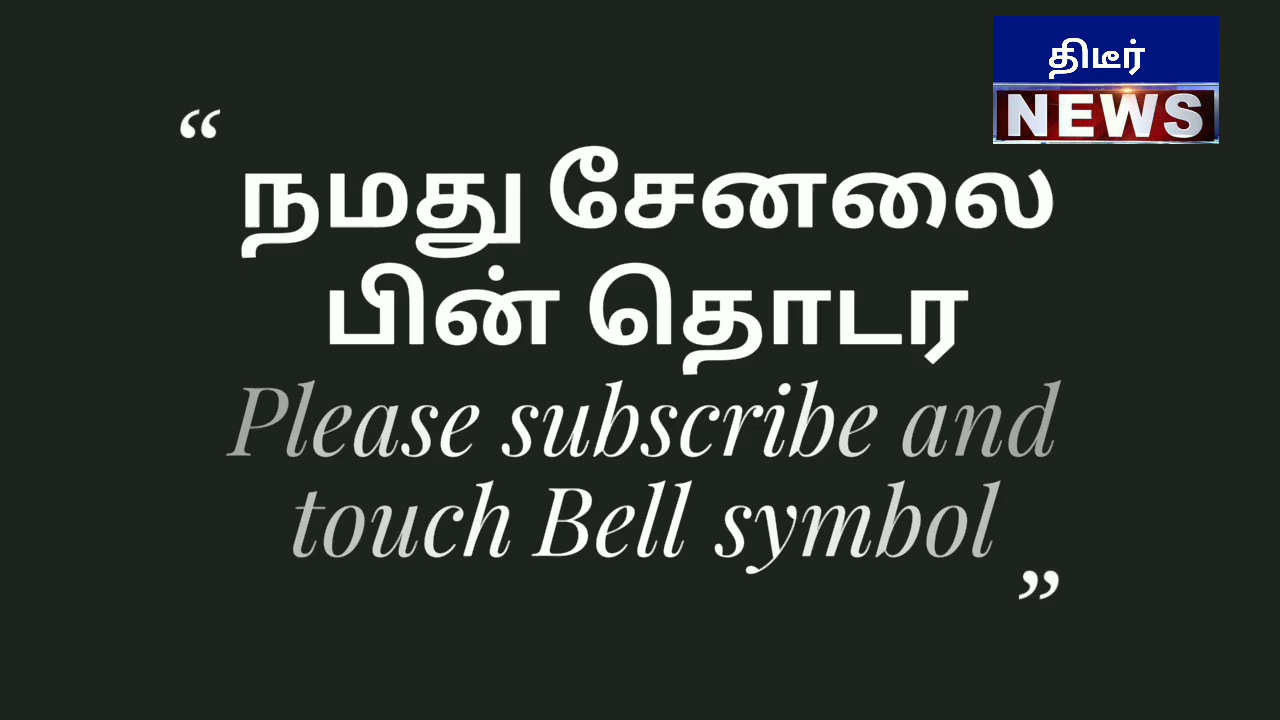 திடீர்
NEWS
“
நமது சேனலை
பின் தொடர
Please subscribe and
touch Bell symbol
”